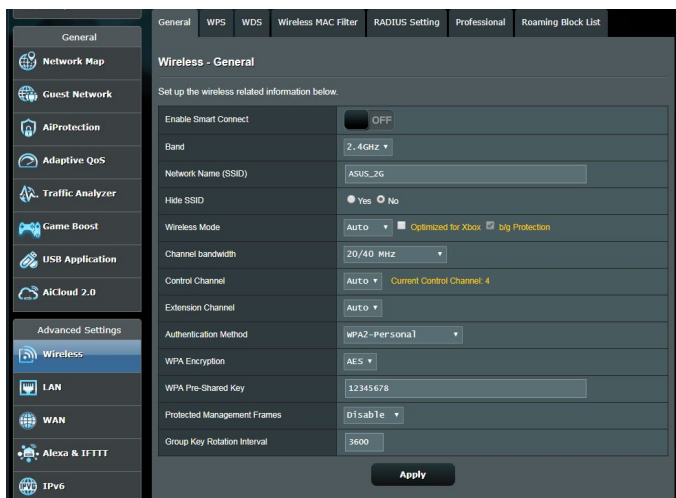 General
Network Map
Guest Network
AiProtection
Adaptive QoS
Traffic Analyzer
Game Boost
USB Application
AiCloud 2.0
Advanced Settings
Wireless
LAN
WAN
Alexa & IFTTT
IPv6
General WPS WDS Wireless MAC Filter RADIUS Setting Professional Roaming Block List
Wireless - General
Set up the wireless related information below.
Enable Smart Connect OFF
Band 2.4GHz
Network Name (SSID) ASUS_2G
Hide SSID Yes No
Wireless Mode Auto Optimized for Xbox b/g Protection
Channel bandwidth 20/40 MHz
Control Channel Auto Current Control Channel: 4
Extension Channel Auto
Authentication Method WPA2-Personal
WPA Encryption AES
WPA Pre-Shared Key 12345678
Protected Management Frames Disable
Group Key Rotation Interval 3600
Apply